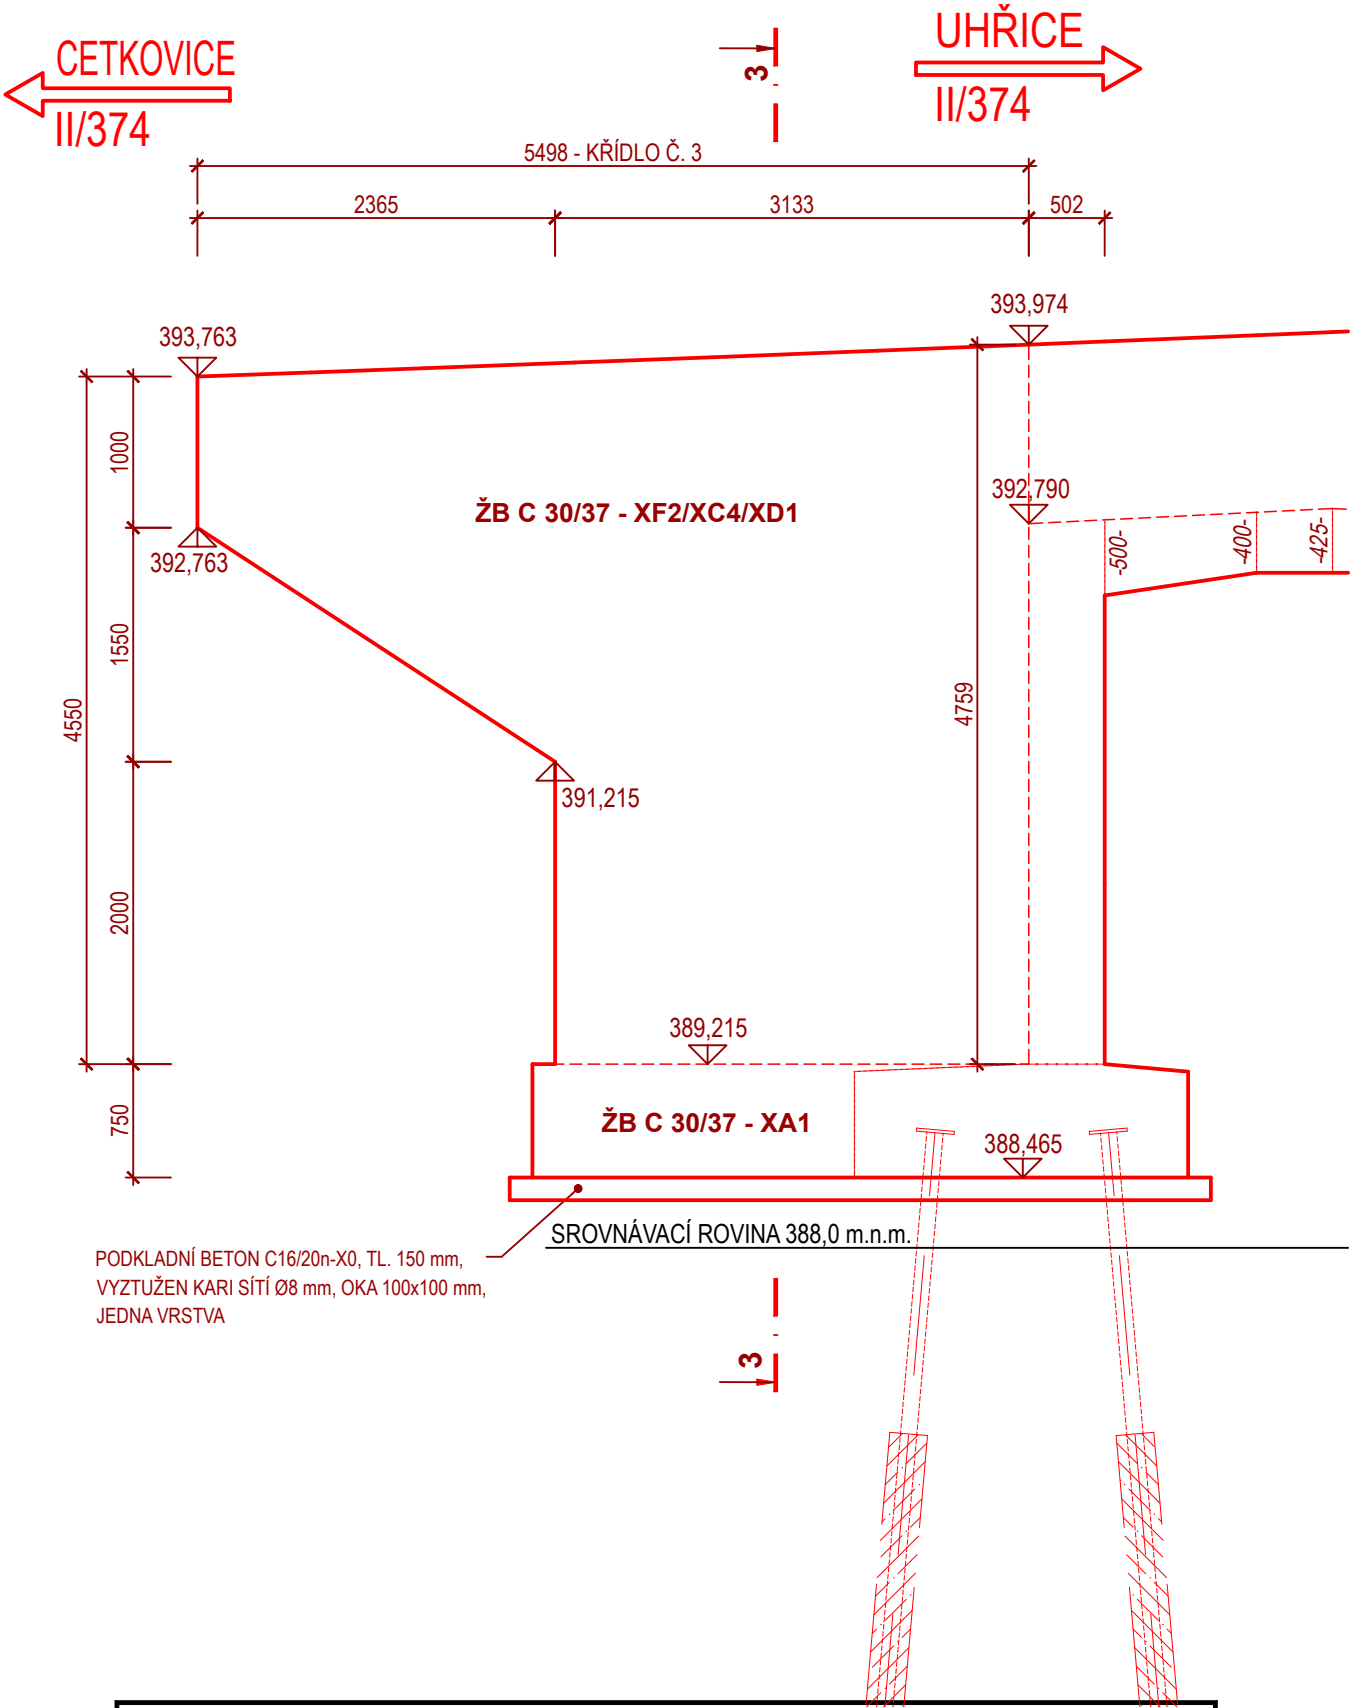 CETKOVICE
II/374
3
UHŘICE
II/374
5498 - KŘÍDLO Č. 3
2365
3133
502
393,763
393,974
1000
392,763
ŽB C 30/37 - XF2/XC4/XD1
392,790
-500-
-400-
-425-
1550
4550
4759
391,215
2000
389,215
750
ŽB C 30/37 - XA1
388,465
SROVNÁVACÍ ROVINA 388,0 m.n.m.
PODKLADNÍ BETON C16/20n-X0, TL. 150 mm,
VYZTUŽEN KARI SÍTÍ Ø8 mm, OKA 100x100 mm,
JEDNA VRSTVA
3